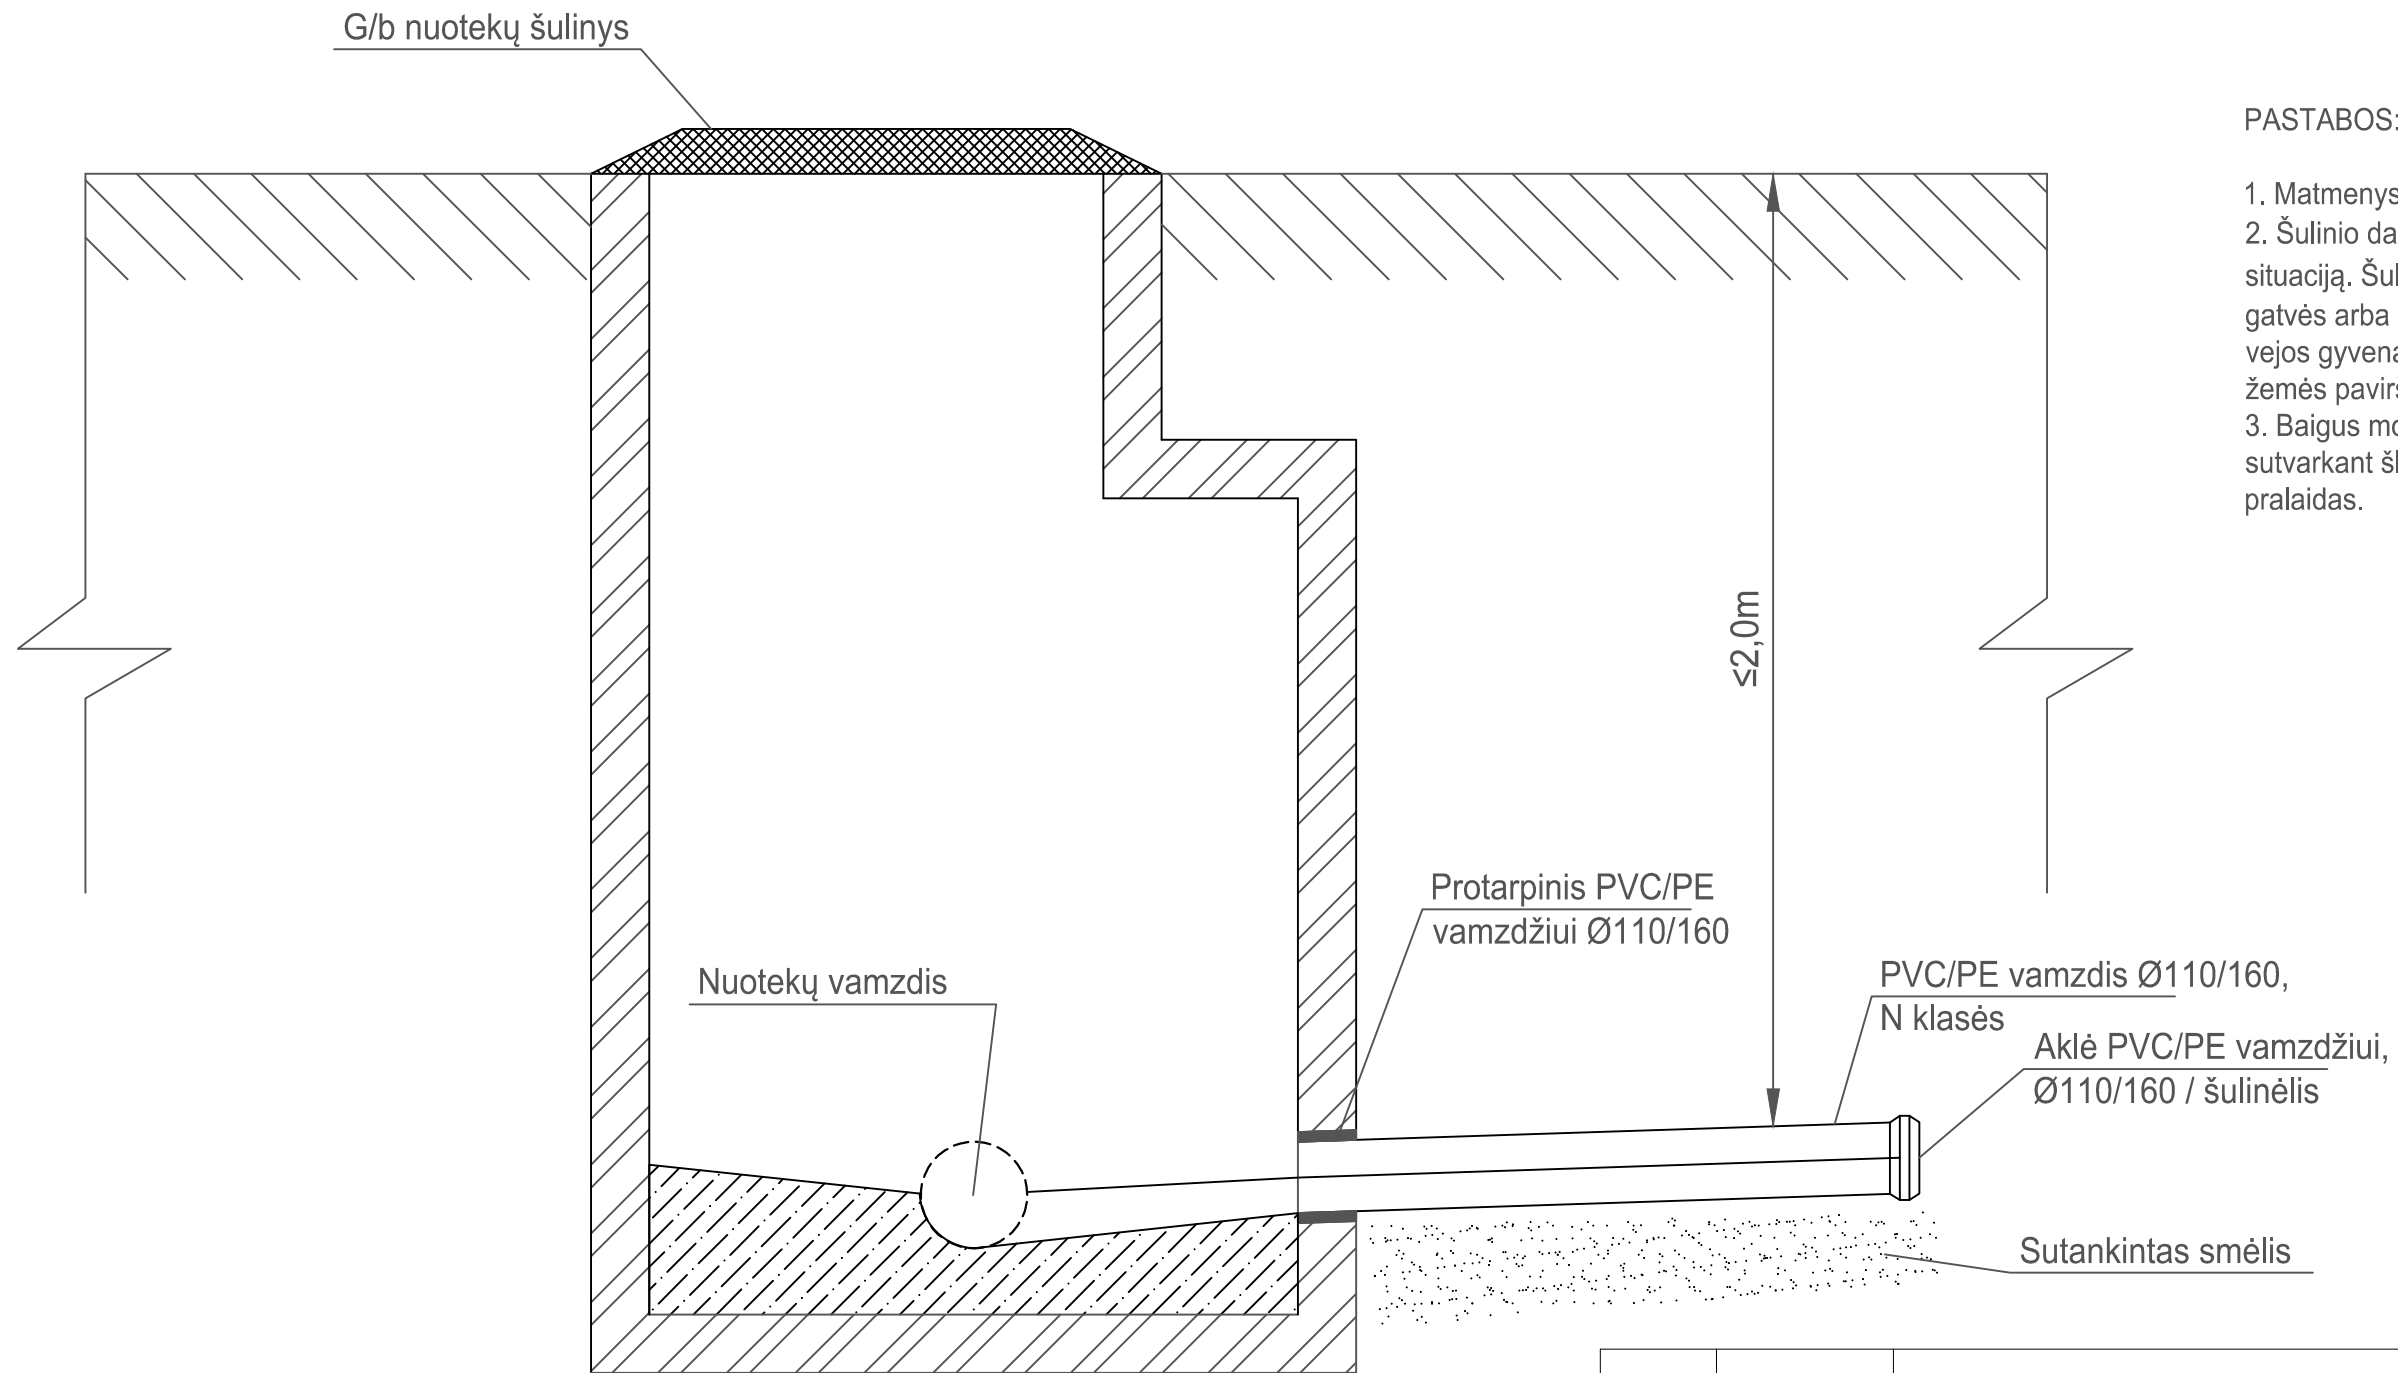 G/b nuotekų šulinys
PASTABOS:
1. Matmenys
2. Šulinio da
situaciją. Šul
gatvės arba
vejos gyvena
žemės pavirš
3. Baigus mo
sutvarkant šl
pralaidas.
≤2,0m
Protarpinis PVC/PE
vamzdžiui Ø110/160
Nuotekų vamzdis
PVC/PE vamzdis Ø110/160,
N klasės
Aklė PVC/PE vamzdžiui,
Ø110/160 / šulinėlis
Sutankintas smėlis